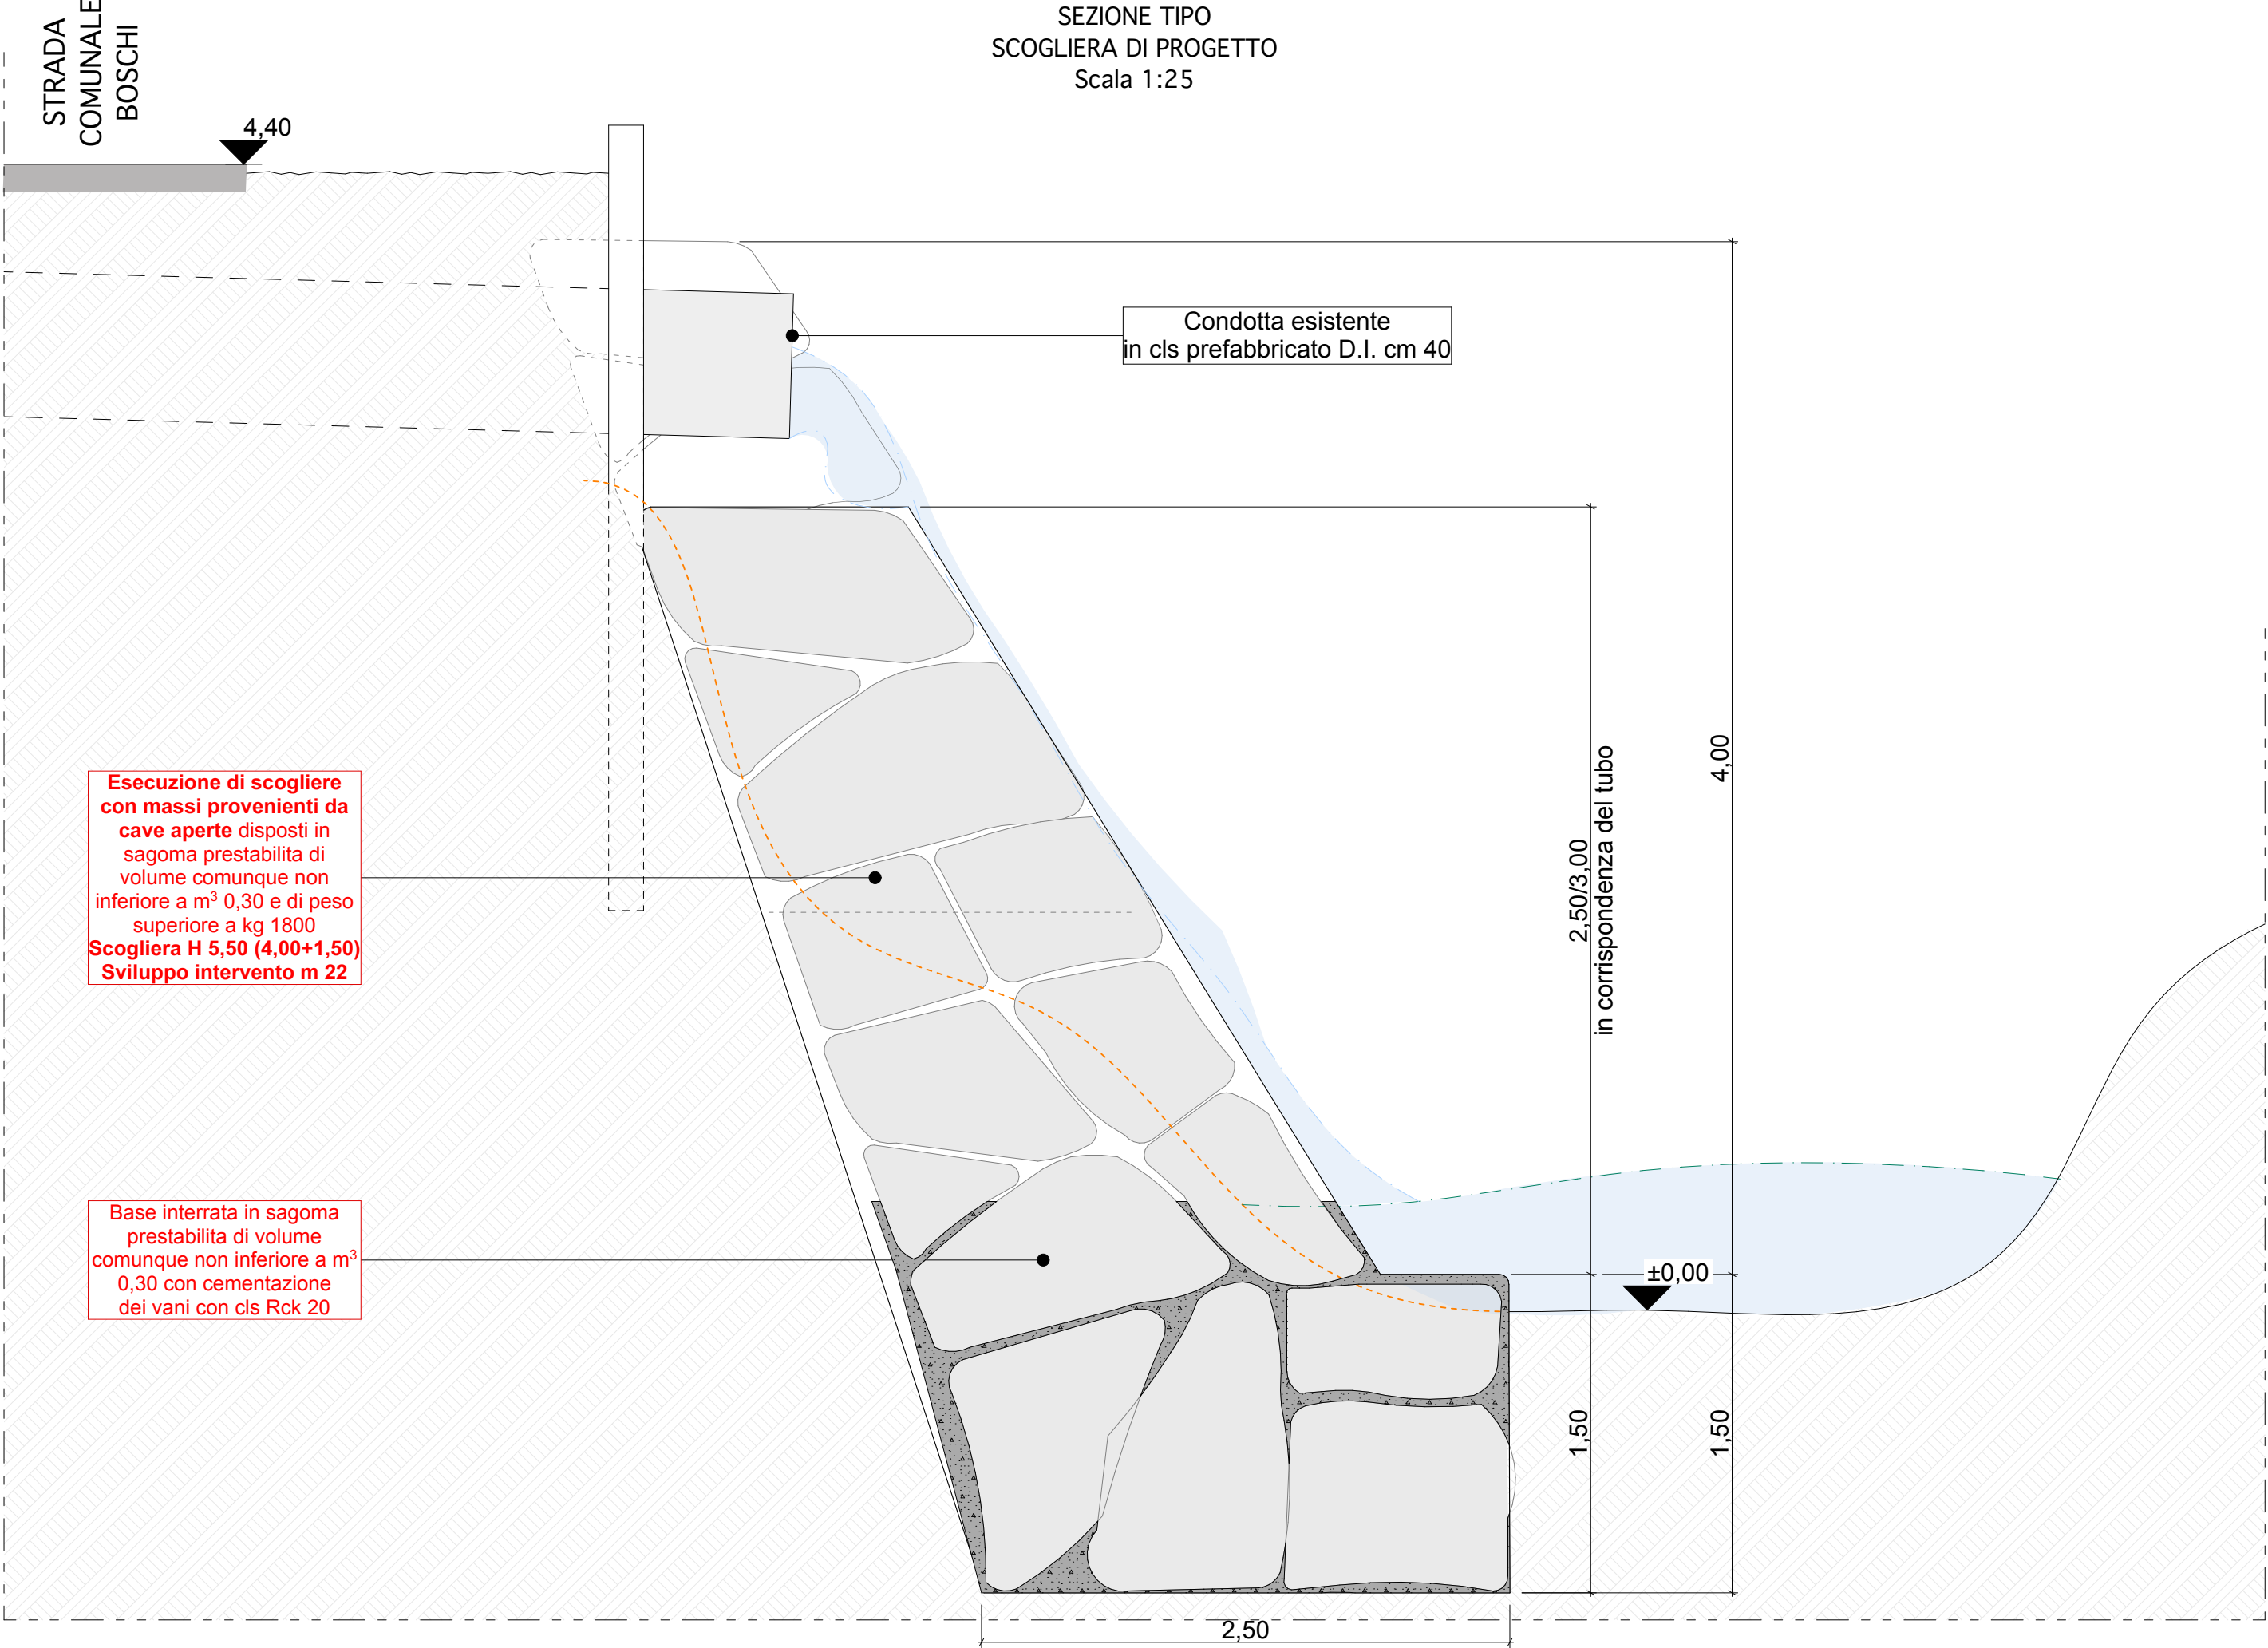 SEZIONE TIPO
SCOGLIERA DI PROGETTO
Scala 1:25
STRADA
COMUNALE
BOSCHI
4,40
Condotta esistente
in cls prefabbricato D.I. cm 40
Esecuzione di scogliere
con massi provenienti da
cave aperte disposti in
sagoma prestabilita di
volume comunque non
inferiore a m³ 0,30 e di peso
superiore a kg 1800
Scogliera H 5,50 (4,00+1,50)
Sviluppo intervento m 22
2,50/3,00
in corrispondenza del tubo
4,00
Base interrata in sagoma
prestabilita di volume
comunque non inferiore a m³
0,30 con cementazione
dei vani con cls Rck 20
±0,00
1,50
1,50
2,50